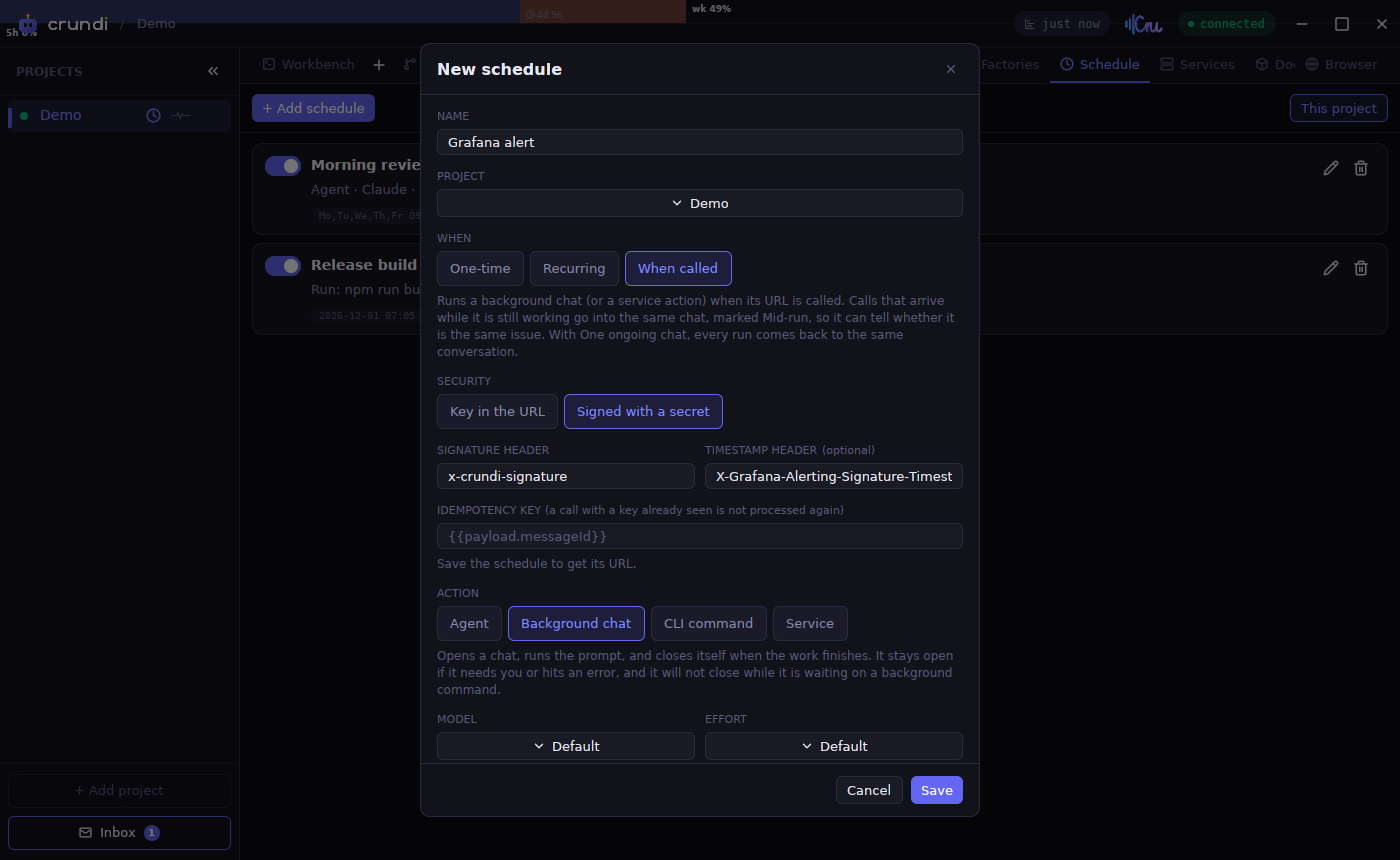 4d 9h
wk 49%
crundi / Demo
just now
Cru
connected
PROJECTS
Demo
Workbench
Factories
Schedule
Services
Browser
+ Add schedule
This project
Agent · Claude ·
Mo,Tu,We,Th,Fr
Release build
Run: npm run bu
2026-12-01 07:05
+ Add project
Inbox 1
New schedule
NAME
Grafana alert
PROJECT
Demo
WHEN
One-time
Recurring
When called
Runs a background chat (or a service action) when its URL is called. Calls that arrive
while it is still working go into the same chat, marked Mid-run, so it can tell whether it
is the same issue. With One ongoing chat, every run comes back to the same
conversation.
SECURITY
Key in the URL
Signed with a secret
SIGNATURE HEADER
TIMESTAMP HEADER (optional)
x-crundi-signature
X-Grafana-Alerting-Signature-Timest
IDEMPOTENCY KEY (a call with a key already seen is not processed again)
{{payload.messageId}}
Save the schedule to get its URL.
ACTION
Agent
Background chat
CLI command
Service
Opens a chat, runs the prompt, and closes itself when the work finishes. It stays open
if it needs you or hits an error, and it will not close while it is waiting on a background
command.
MODEL
EFFORT
Default
Default
Cancel
Save